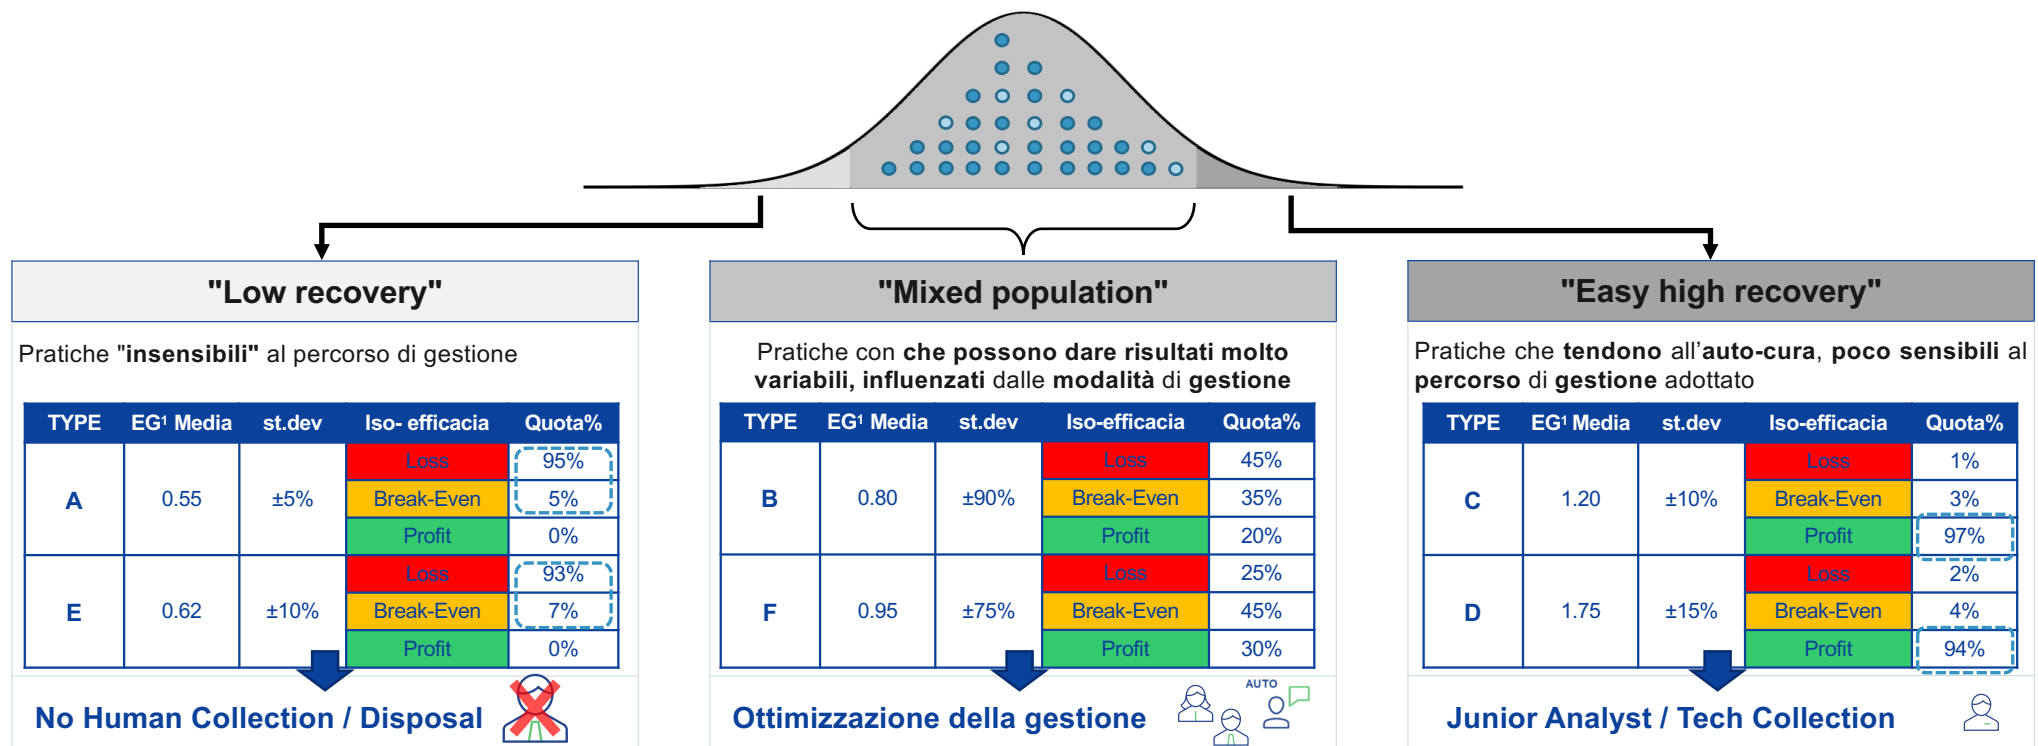 "Low recovery"
Pratiche "insensibili" al percorso di gestione
TYPE EG¹ Media st.dev Iso- efficacia Quota%
A 0.55 ±5% Loss 95%
Break-Even 5%
Profit 0%
E 0.62 ±10% Loss 93%
Break-Even 7%
Profit 0%
No Human Collection / Disposal
"Mixed population"
Pratiche con che possono dare risultati molto
variabili, influenzati dalle modalità di gestione
TYPE EG¹ Media st.dev Iso-efficacia Quota%
B 0.80 ±90% Loss 45%
Break-Even 35%
Profit 20%
F 0.95 ±75% Loss 25%
Break-Even 45%
Profit 30%
Ottimizzazione della gestione
AUTO
"Easy high recovery"
Pratiche che tendono all'auto-cura, poco sensibili al
percorso di gestione adottato
TYPE EG¹ Media st.dev Iso-efficacia Quota%
C 1.20 ±10% Loss 1%
Break-Even 3%
Profit 97%
D 1.75 ±15% Loss 2%
Break-Even 4%
Profit 94%
Junior Analyst / Tech Collection